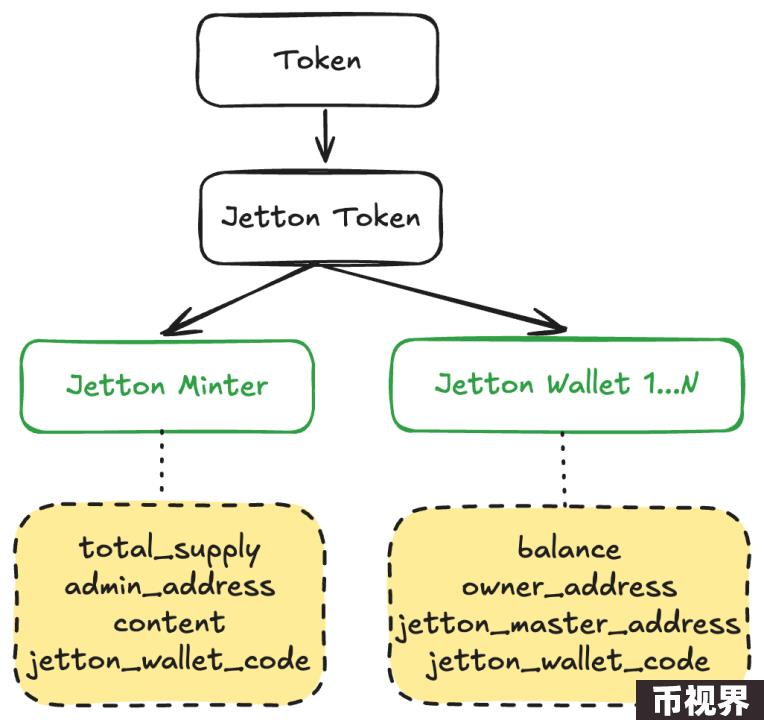 Token
Jetton Token
Jetton Minter
Jetton Wallet 1...N
total_supply
admin_address
content
jetton_wallet_code
balance
owner_address
jetton_master_address
jetton_wallet_code
币视界